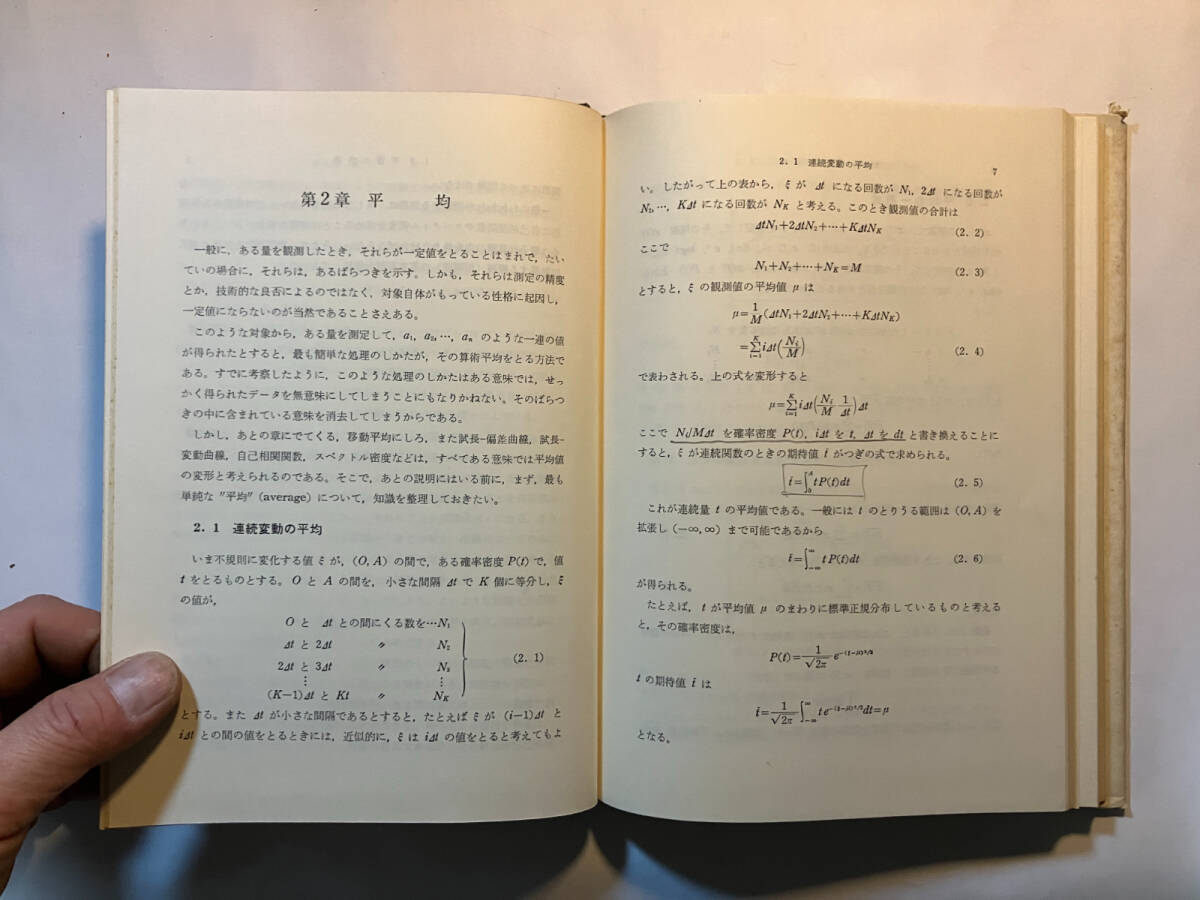 第2章 平 均
一般に，ある量を観測したとき，それらが一定値をとることはまれで，たい
ていの場合に，それらは，あるばらつきを示す。しかも，それらは測定の精度
とか，技術的な良否によるのではなく，対象自体がもっている性格に起因し，
一定値にならないのが当然であることさえある。
このような対象から，ある量を測定して，a₁, a₂, …, aₙ のような一連の値
が得られたとすると，最も簡単な処理のしかたが，その算術平均をとる方法で
ある。すでに考察したように，このような処理のしかたはある意味では，せっ
かく得られたデータを無意味にしてしまうことにもなりかねない。そのばらつ
きの中に含まれている意味を消去してしまうからである。
しかし，あとの章にでてくる，移動平均にしろ，また試長-偏差曲線，試長-
変動曲線，自己相関関数，スペクトル密度などは，すべてある意味では平均値
の変形と考えられるのである。そこで，あとの説明にはいる前に，まず，最も
単純な"平均"(average)について，知識を整理しておきたい。
2．1 連続変動の平均
いま不規則に変化する値 ξ が，(O, A) の間で，ある確率密度 P(t) で，値
t をとるものとする。O と A の間を，小さな間隔 Δt で K 個に等分し，ξ
の値が，
O と Δt との間にくる数を…N₁
Δt と 2Δt 〃 N₂
2Δt と 3Δt 〃 N₃
⋮ ⋮
(K−1)Δt と Kt 〃 N_K
(2．1)
とする。また Δt が小さな間隔であるとすると，たとえば ξ が (i−1)Δt と
iΔt との間の値をとるときには，近似的に，ξ は iΔt の値をとると考えてもよ
2．1 連続変動の平均 7
い。したがって上の表から，ξ が Δt になる回数が N₁, 2Δt になる回数が
N₂, …, KΔt になる回数が N_K と考える。このとき観測値の合計は
ΔtN₁+2ΔtN₂+…+KΔtN_K (2．2)
ここで
N₁+N₂+…+N_K=M (2．3)
とすると，ξ の観測値の平均値 μ は
μ=1/M(ΔtN₁+2ΔtN₂+…+KΔtN_K)
=Σ_{i=1}^{K} iΔt(N_i/M) (2．4)
で表わされる。上の式を変形すると
μ=Σ_{i=1}^{K} iΔt(N_i/M 1/Δt)Δt
ここで N_i/MΔt を確率密度 P(t), iΔt を t, Δt を dt と書き換えることに
すると，ξ が連続関数のときの期待値 t̄ がつぎの式で求められる。
t̄=∫₀^A tP(t)dt (2．5)
これが連続量 t の平均値である。一般には t のとりうる範囲は (O, A) を
拡張し (−∞, ∞) まで可能であるから
t̄=∫_{−∞}^{∞} tP(t)dt (2．6)
が得られる。
たとえば，t が平均値 μ のまわりに標準正規分布しているものと考える
と，その確率密度は，
P(t)=1/√2π e^{−(t−μ)²/2}
t の期待値 t̄ は
t̄=1/√2π ∫_{−∞}^{∞} te^{−(t−μ)²/2}dt=μ
となる。